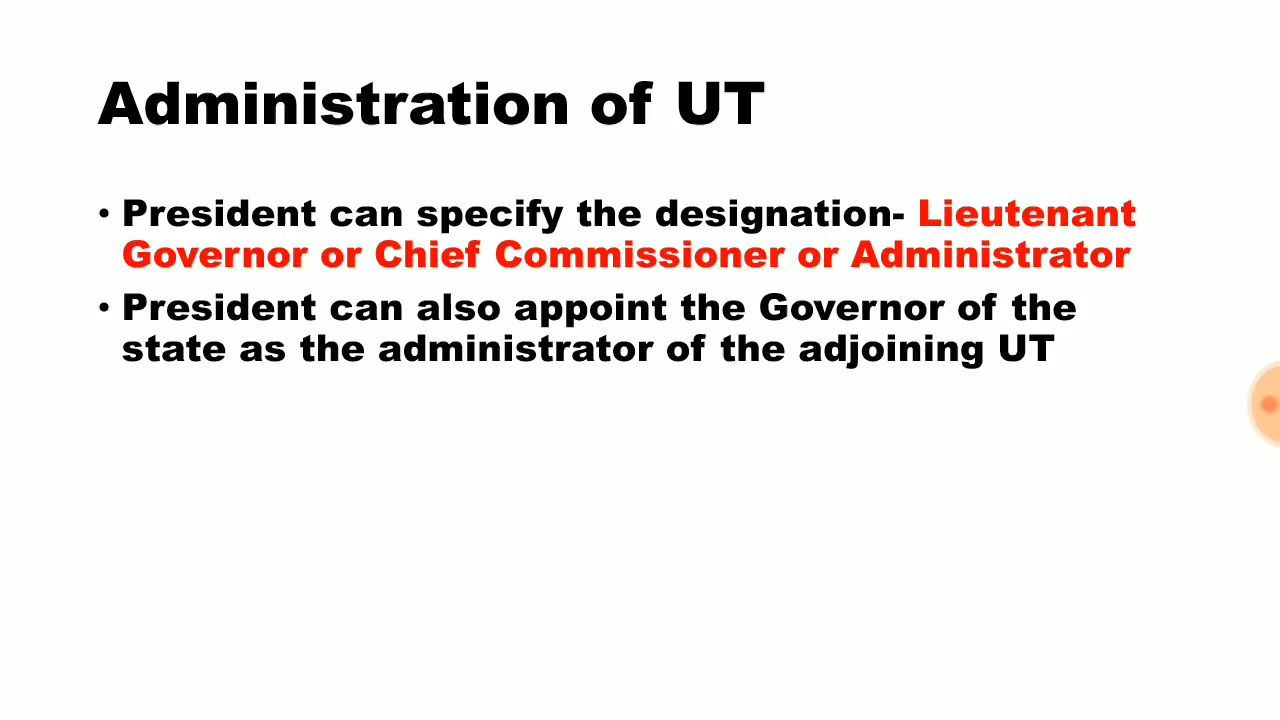 Administration of UT
• President can specify the designation- Lieutenant
Governor or Chief Commissioner or Administrator
• President can also appoint the Governor of the
state as the administrator of the adjoining UT